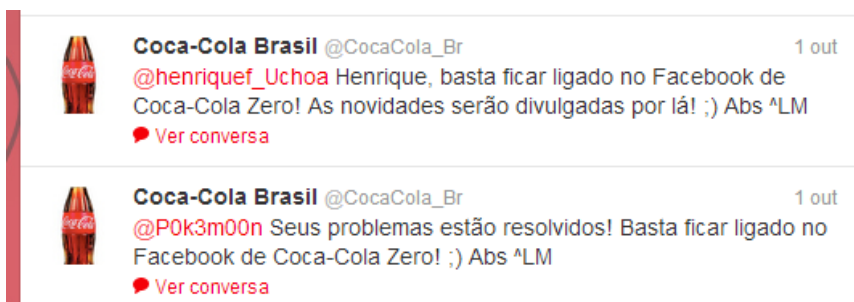 Coca-Cola Brasil @CocaCola_Br 1 out
@henriquef_Uchoa Henrique, basta ficar ligado no Facebook de
Coca-Cola Zero! As novidades serão divulgadas por lá! ;) Abs ^LM
Ver conversa
Coca-Cola Brasil @CocaCola_Br 1 out
@P0k3m00n Seus problemas estão resolvidos! Basta ficar ligado no
Facebook de Coca-Cola Zero! ;) Abs ^LM
Ver conversa